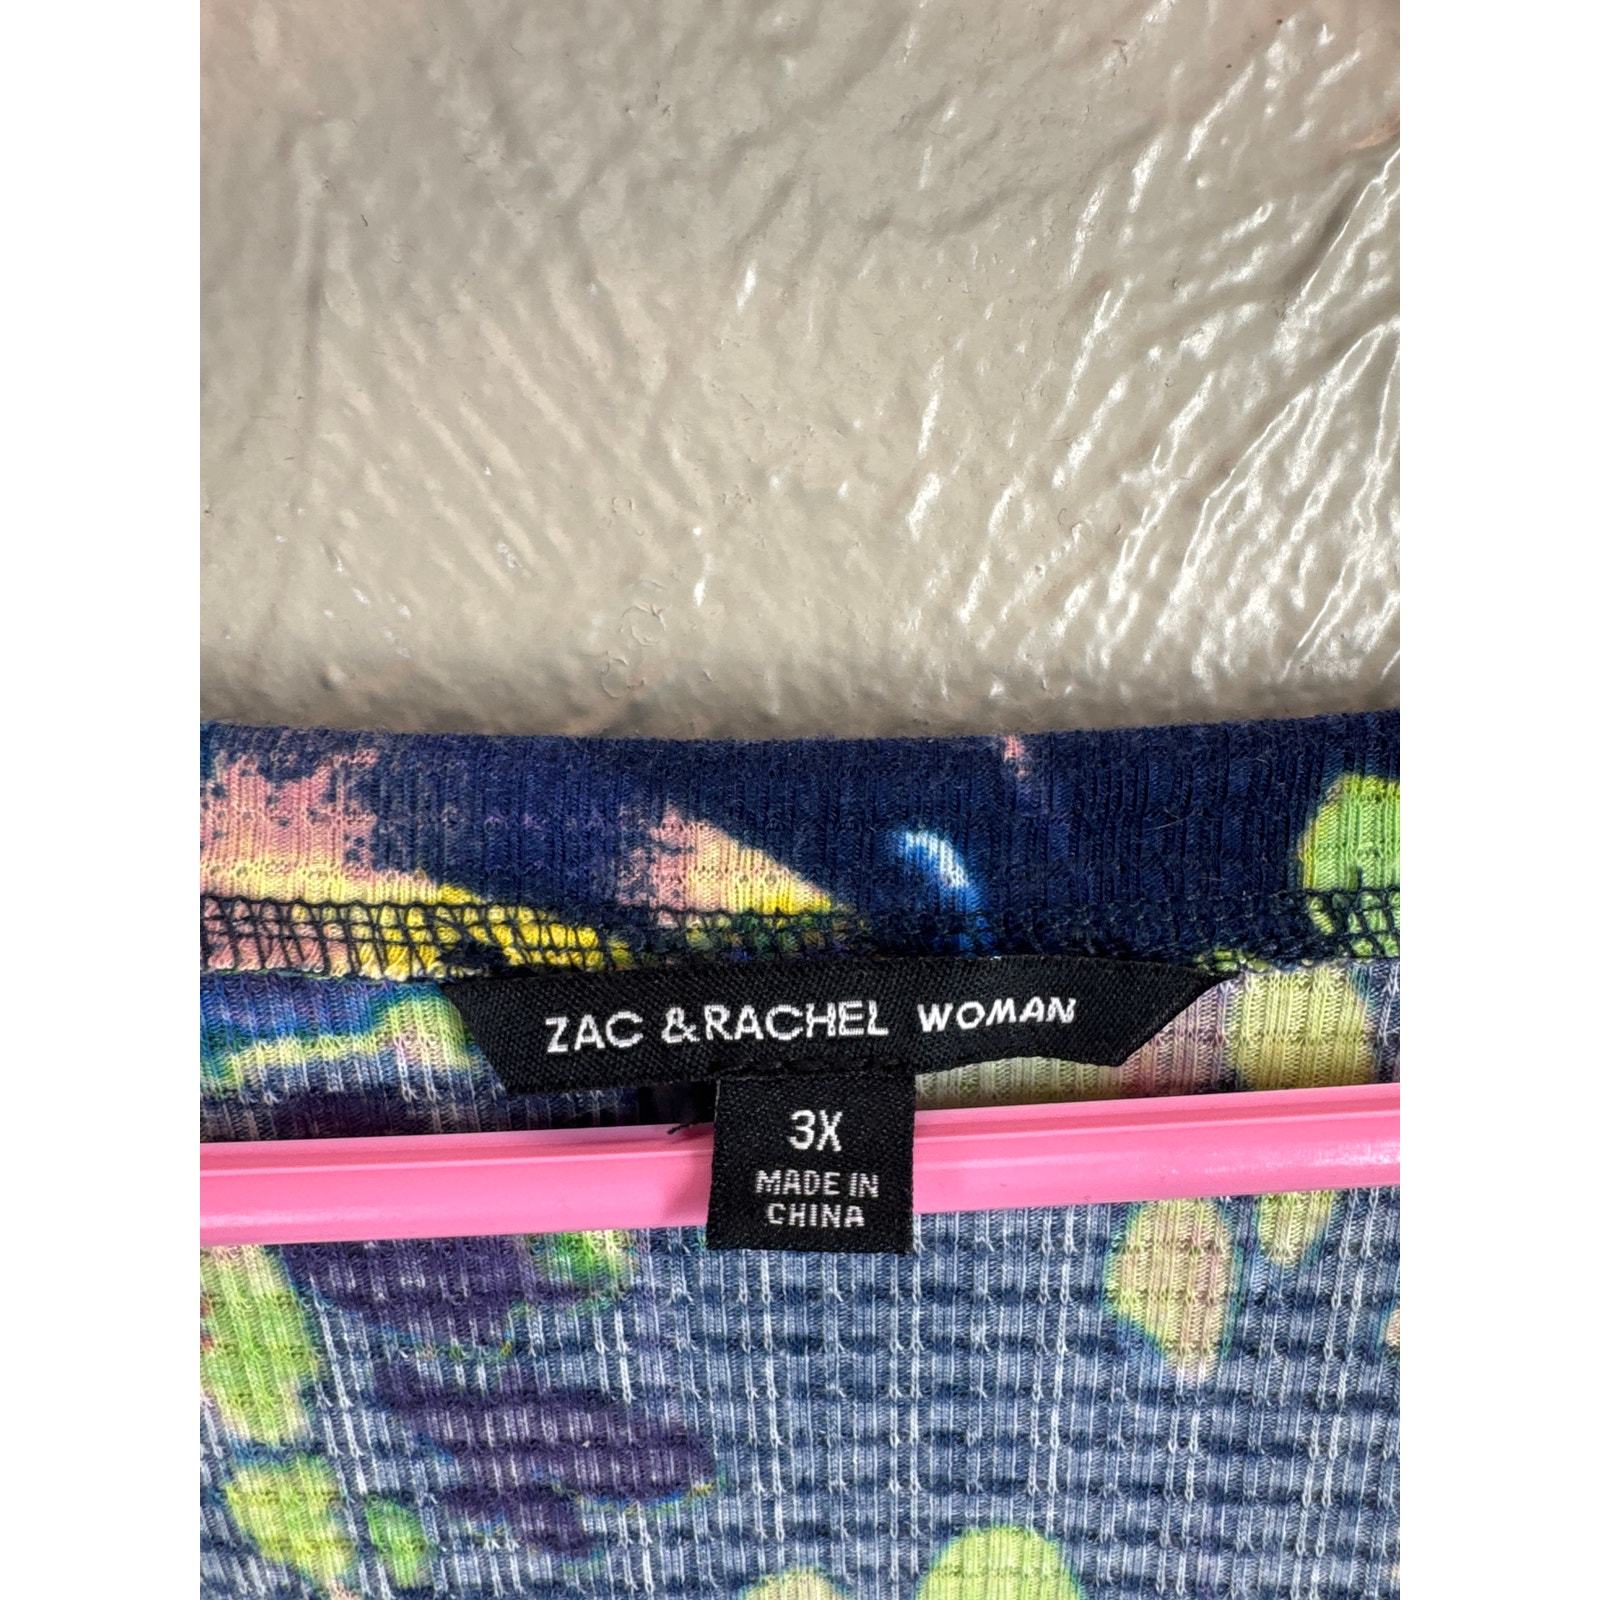 ZAC & RACHEL WOMAN
3X
MADE IN
CHINA